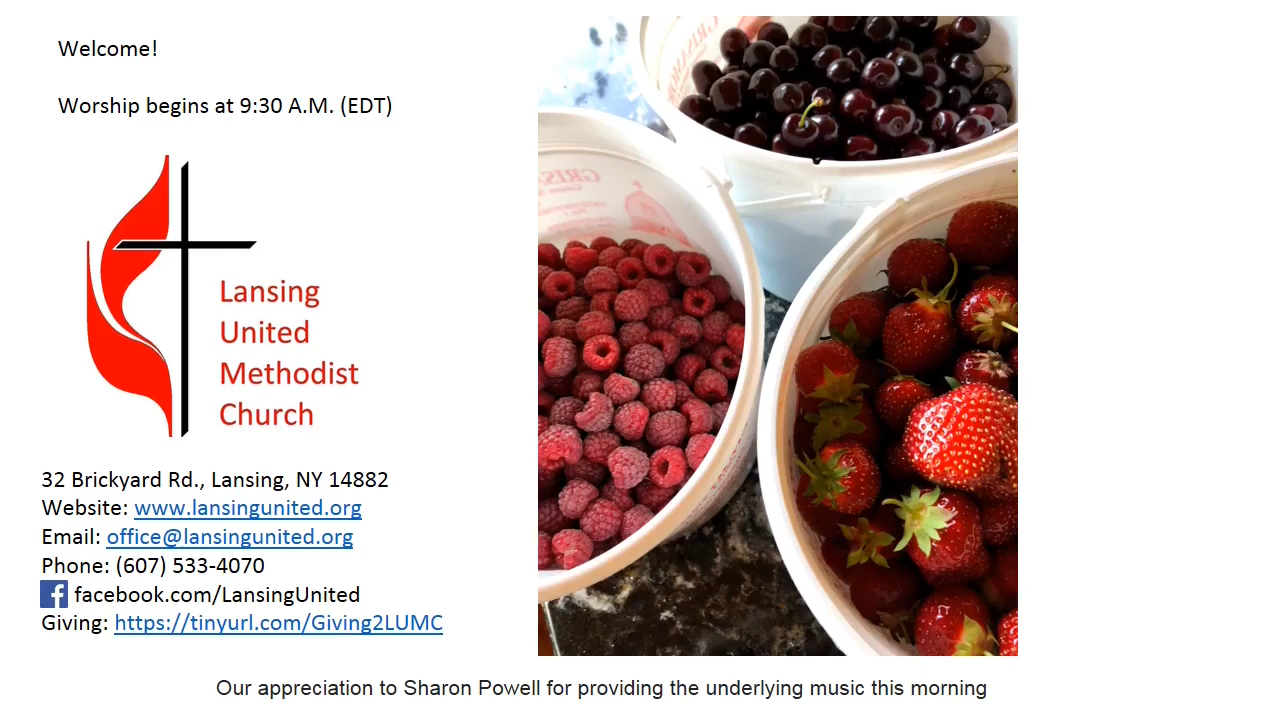 Welcome!
Worship begins at 9:30 A.M. (EDT)
Lansing
United
Methodist
Church
32 Brickyard Rd., Lansing, NY 14882
Website: www.lansingunited.org
Email: office@lansingunited.org
Phone: (607) 533-4070
facebook.com/LansingUnited
Giving: https://tinyurl.com/Giving2LUMC
Our appreciation to Sharon Powell for providing the underlying music this morning